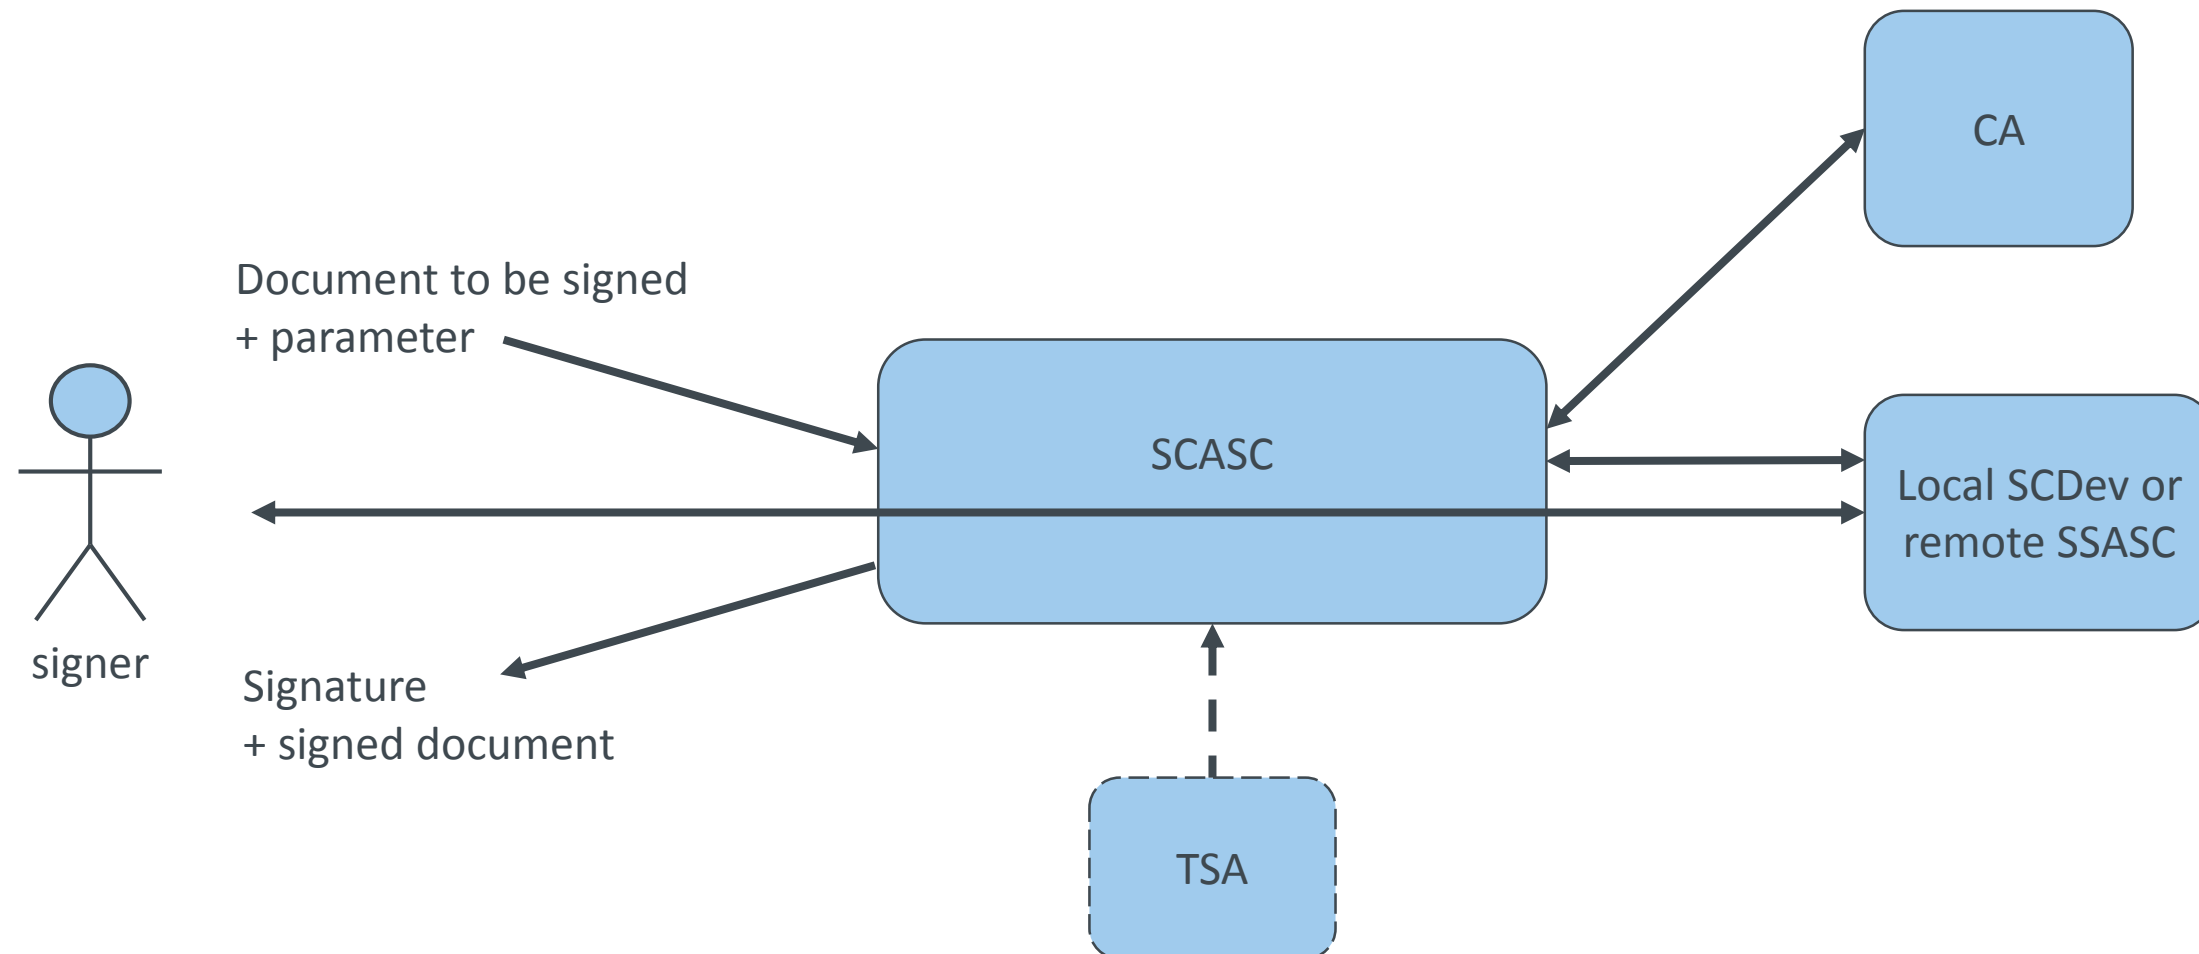 CA
Document to be signed
+ parameter
SCASC
Local SCDev or
remote SSASC
signer
Signature
+ signed document
TSA